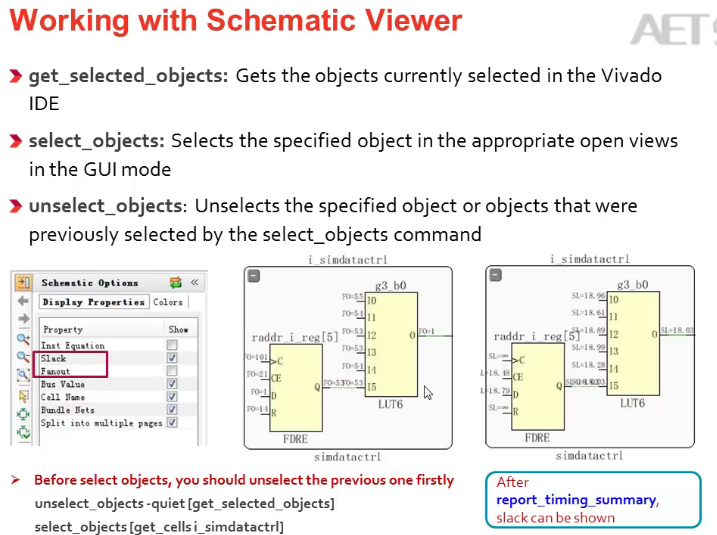 Working with Schematic Viewer
AET
get_selected_objects: Gets the objects currently selected in the Vivado
IDE
select_objects: Selects the specified object in the appropriate open views
in the GUI mode
unselect_objects: Unselects the specified object or objects that were
previously selected by the select_objects command
Schematic Options
Display Properties Colors
Property Show
Inst Equation
Slack
Fanout
Bus Value
Cell Name
Bundle Nets
Split into multiple pages
i_simdatactrl
g3_b0
FO=55 I0
FO=54 I1
raddr_i_reg[5] FO=53 I2 O FO=1
FO=53 I3
FO=101 C FO=54 I4
FO=21 CE Q FO=53 FO=53 I5
FO=1 D
FO=14 R
LUT6
FDRE
simdatactrl
i_simdatactrl
g3_b0
SL=18.96 I0
SL=18.61 I1
raddr_i_reg[5] SL=18.89 I2 O SL=18.03
SL=18.99 I3
SL=∞ C SL=18.28 I4
L=18.48 CE Q I5
L=18.79 D
SL=∞ R
LUT6
FDRE
simdatactrl
Before select objects, you should unselect the previous one firstly
unselect_objects -quiet [get_selected_objects]
select_objects [get_cells i_simdatactrl]
After
report_timing_summary,
slack can be shown